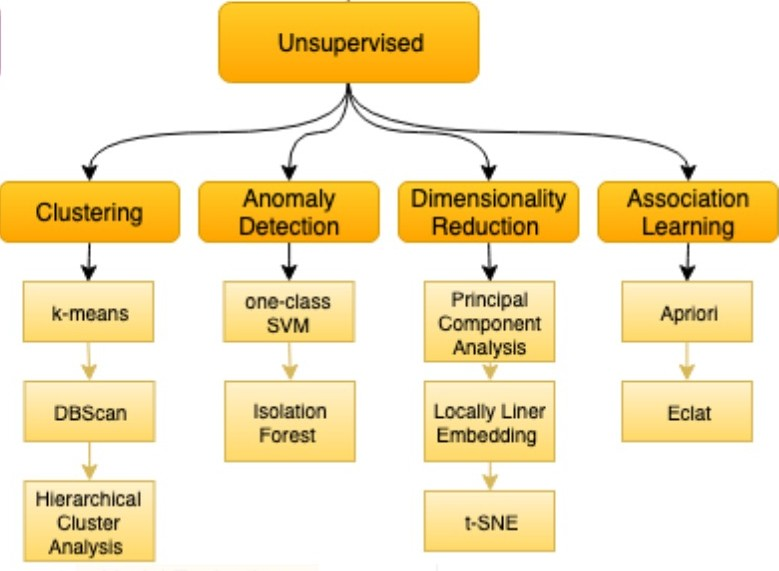 Unsupervised
Clustering
Anomaly
Detection
Dimensionality
Reduction
Association
Learning
k-means
one-class
SVM
Principal
Component
Analysis
Apriori
DBScan
Isolation
Forest
Locally Liner
Embedding
Eclat
Hierarchical
Cluster
Analysis
t-SNE